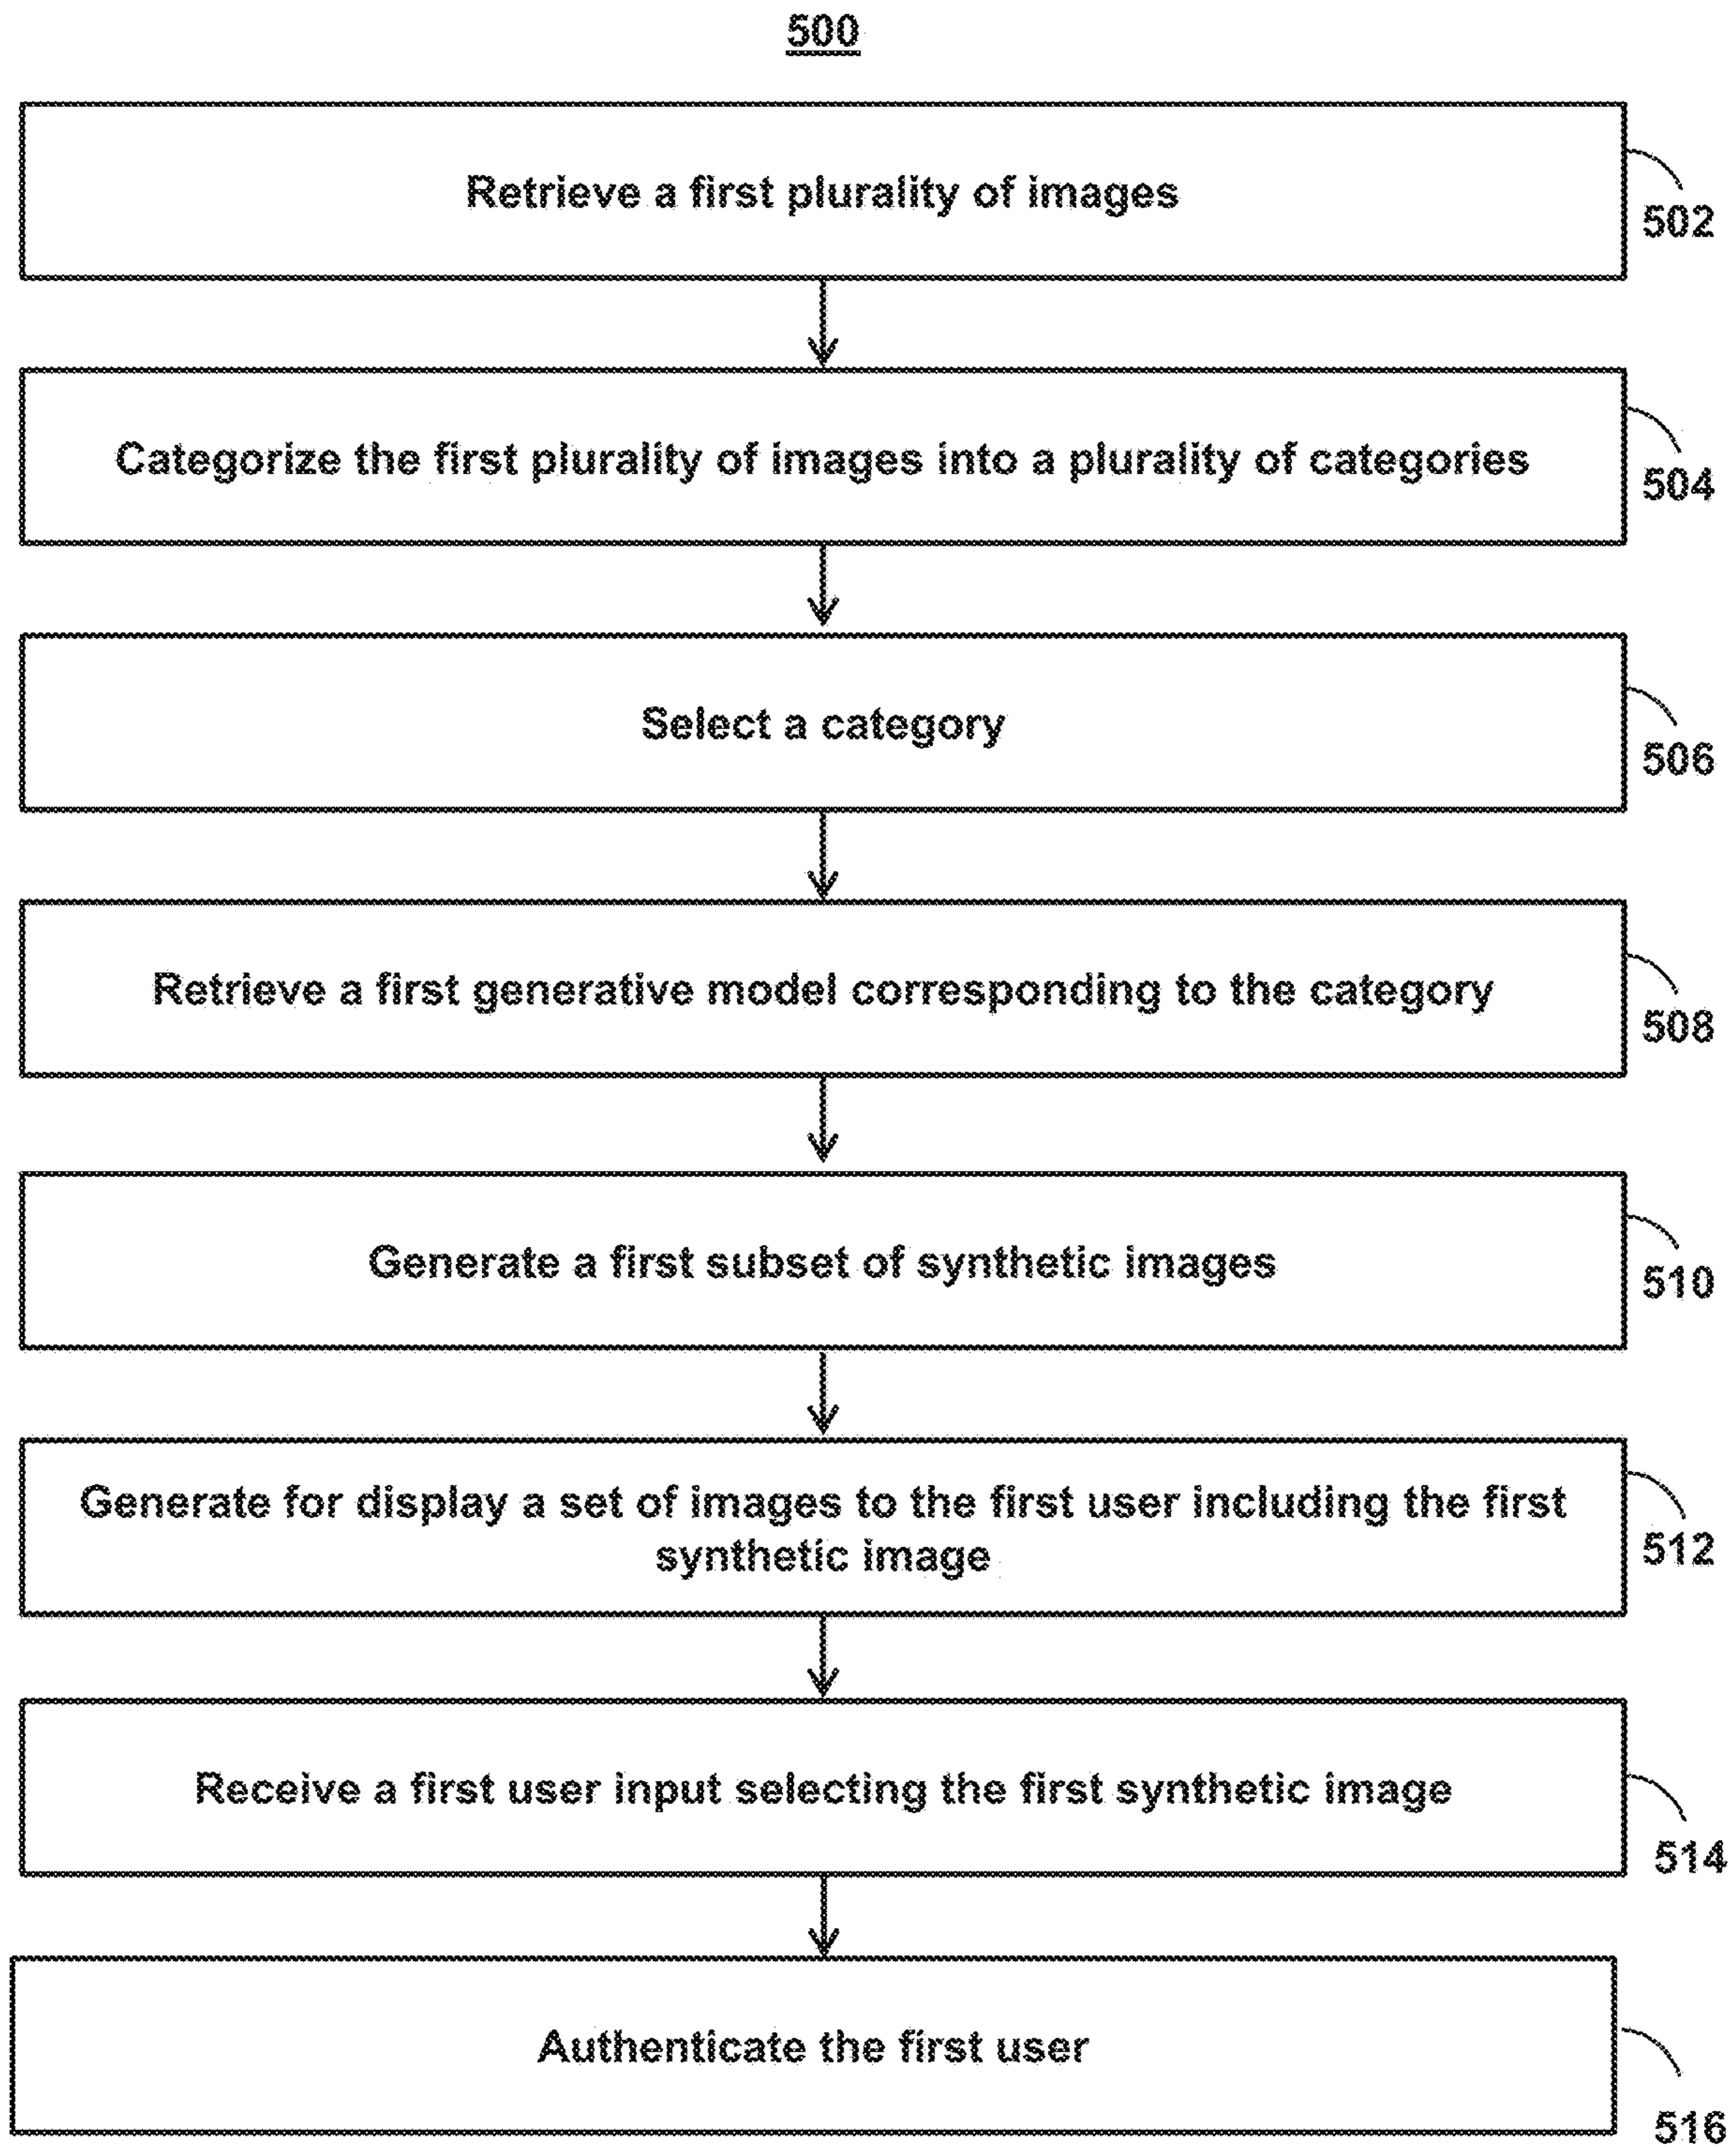 500
Retrieve a first plurality of images
502
Categorize the first plurality of images into a plurality of categories
504
Select a category
506
Retrieve a first generative model corresponding to the category
508
Generate a first subset of synthetic images
510
Generate for display a set of images to the first user including the first
synthetic image
512
Receive a first user input selecting the first synthetic image
514
Authenticate the first user
516